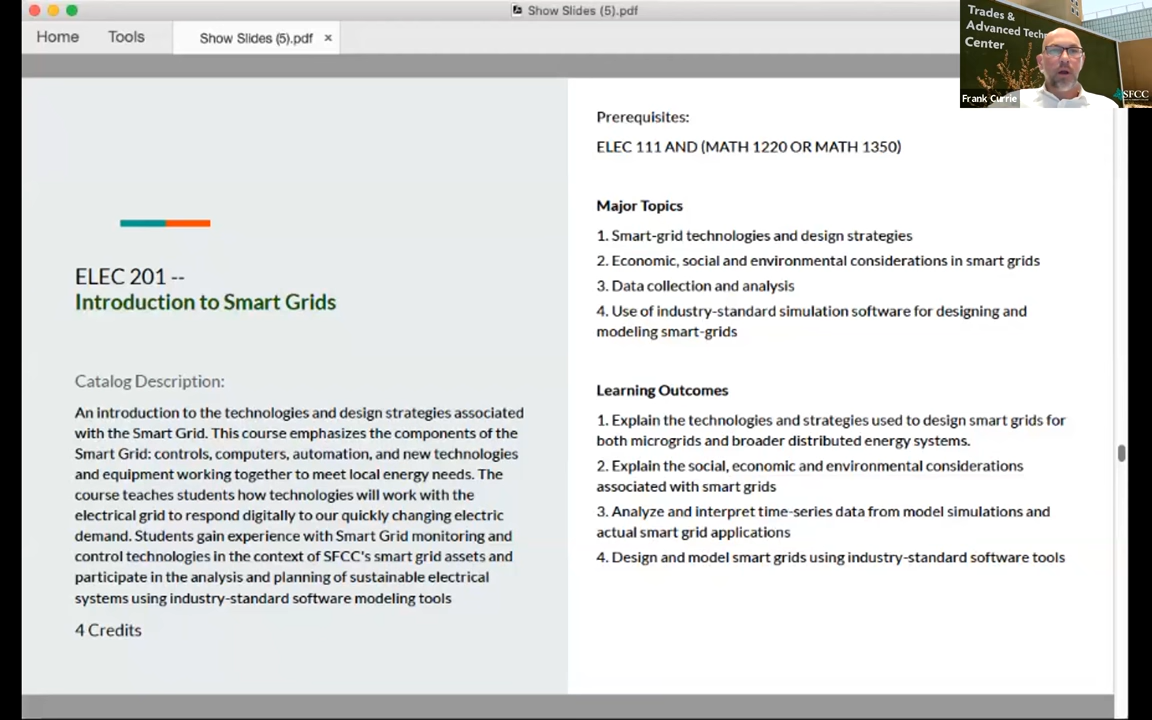 Show Slides (5).pdf
Home
Tools
Show Slides (5).pdf ×
Trades &
Advanced Tech
Center
Frank Currie
SFCC
ELEC 201 --
Introduction to Smart Grids
Catalog Description:
An introduction to the technologies and design strategies associated
with the Smart Grid. This course emphasizes the components of the
Smart Grid: controls, computers, automation, and new technologies
and equipment working together to meet local energy needs. The
course teaches students how technologies will work with the
electrical grid to respond digitally to our quickly changing electric
demand. Students gain experience with Smart Grid monitoring and
control technologies in the context of SFCC's smart grid assets and
participate in the analysis and planning of sustainable electrical
systems using industry-standard software modeling tools
4 Credits
Prerequisites:
ELEC 111 AND (MATH 1220 OR MATH 1350)
Major Topics
1. Smart-grid technologies and design strategies
2. Economic, social and environmental considerations in smart grids
3. Data collection and analysis
4. Use of industry-standard simulation software for designing and
modeling smart-grids
Learning Outcomes
1. Explain the technologies and strategies used to design smart grids for
both microgrids and broader distributed energy systems.
2. Explain the social, economic and environmental considerations
associated with smart grids
3. Analyze and interpret time-series data from model simulations and
actual smart grid applications
4. Design and model smart grids using industry-standard software tools